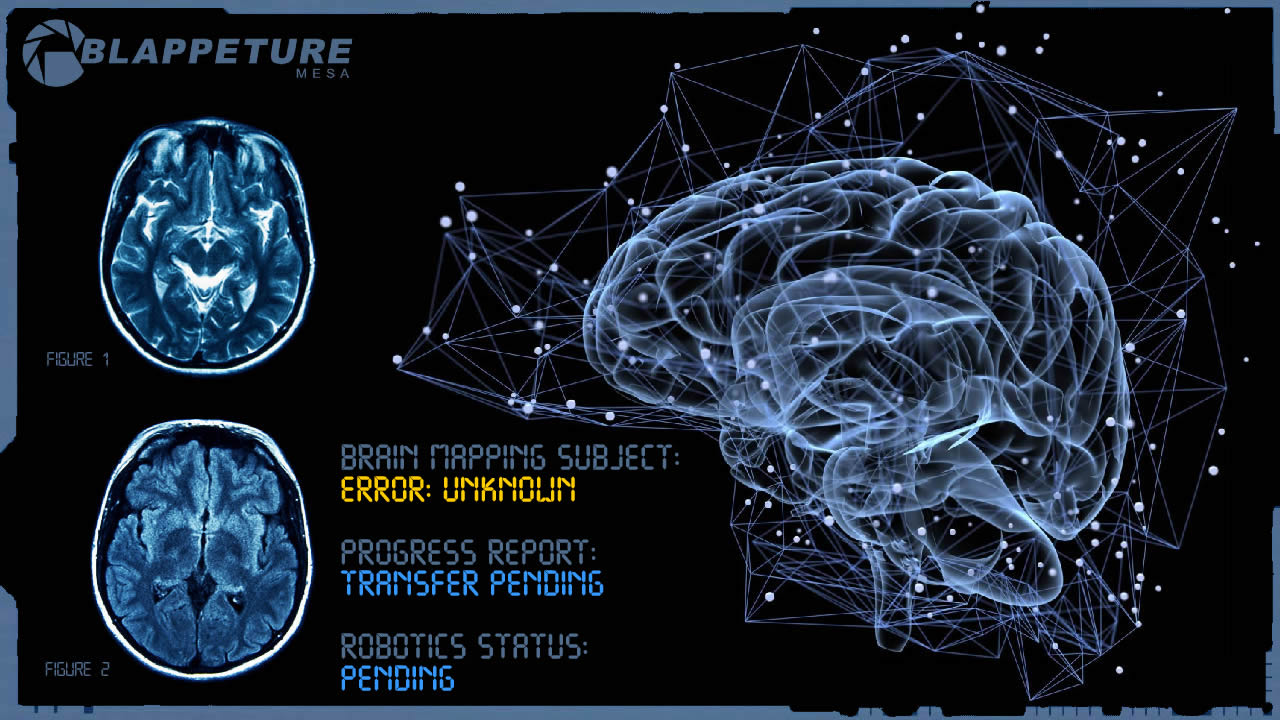 BLAPPETURE
MESA
FIGURE 1
FIGURE 2
BRAIN MAPPING SUBJECT:
ERROR: UNKNOWN
PROGRESS REPORT:
TRANSFER PENDING
ROBOTICS STATUS:
PENDING